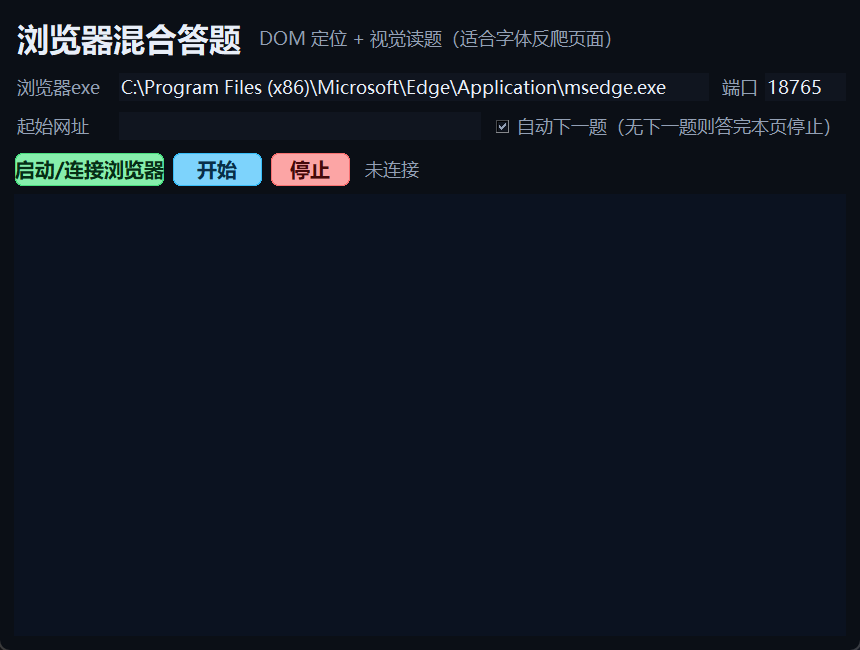 浏览器混合答题 DOM 定位 + 视觉读题（适合字体反爬页面）
浏览器exe C:\Program Files (x86)\Microsoft\Edge\Application\msedge.exe 端口 18765
起始网址 自动下一题（无下一题则答完本页停止）
启动/连接浏览器 开始 停止 未连接